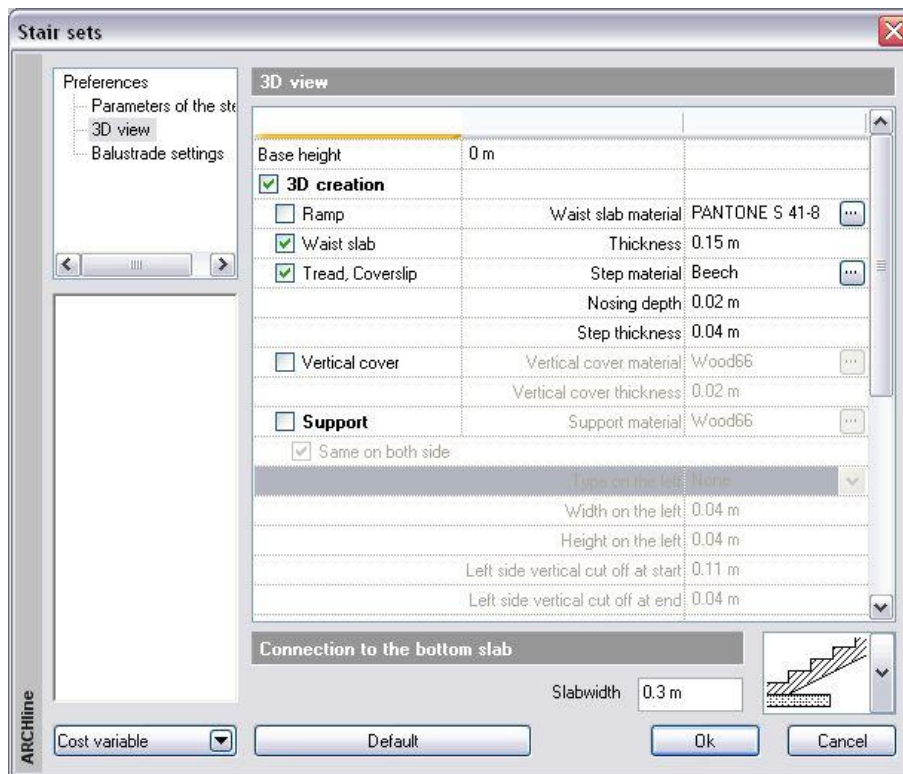 Stair sets
Preferences
Parameters of the ste
3D view
Balustrade settings
3D view
Base height 0 m
3D creation
Ramp Waist slab material PANTONE S 41-8 ...
Waist slab Thickness 0.15 m
Tread, Coverslip Step material Beech ...
Nosing depth 0.02 m
Step thickness 0.04 m
Vertical cover Vertical cover material Wood66 ...
Vertical cover thickness 0.02 m
Support Support material Wood66 ...
Same on both side
Type on the left None
Width on the left 0.04 m
Height on the left 0.04 m
Left side vertical cut off at start 0.11 m
Left side vertical cut off at end 0.04 m
Connection to the bottom slab
Slabwidth 0.3 m
ARCHline
Cost variable
Default
Ok
Cancel